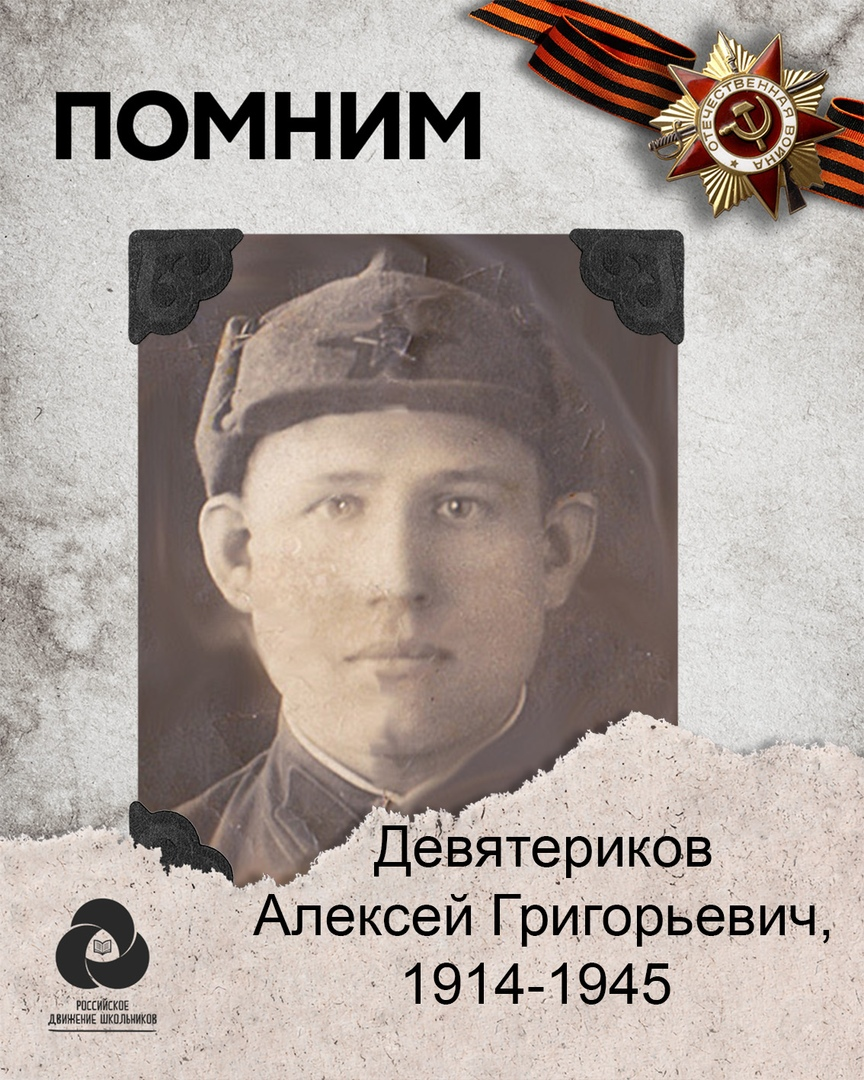 ПОМНИМ
ОТЕЧЕСТВЕННАЯ ВОЙНА
Девятериков
Алексей Григорьевич,
1914-1945
РОССИЙСКОЕ
ДВИЖЕНИЕ ШКОЛЬНИКОВ